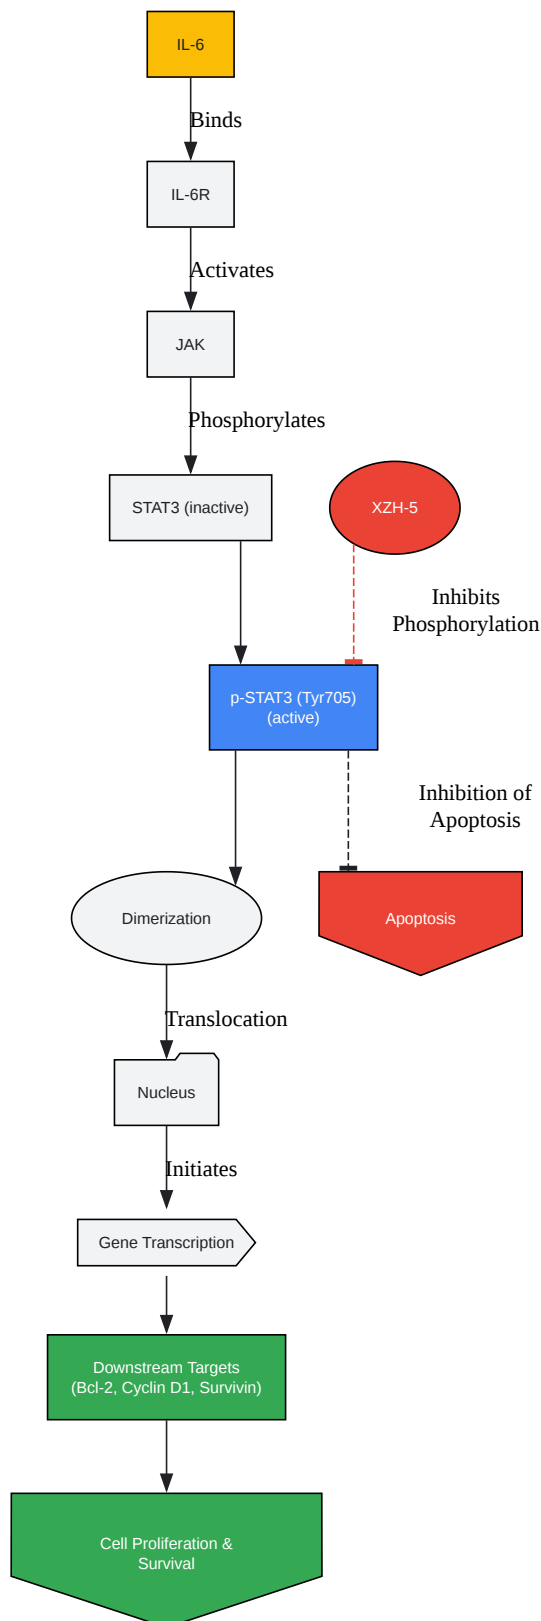 IL-6
Binds
IL-6R
Activates
JAK
Phosphorylates
STAT3 (inactive)
XZH-5
Inhibits
Phosphorylation
p-STAT3 (Tyr705)
(active)
Inhibition of
Apoptosis
Dimerization
Apoptosis
Translocation
Nucleus
Initiates
Gene Transcription
Downstream Targets
(Bcl-2, Cyclin D1, Survivin)
Cell Proliferation &
Survival